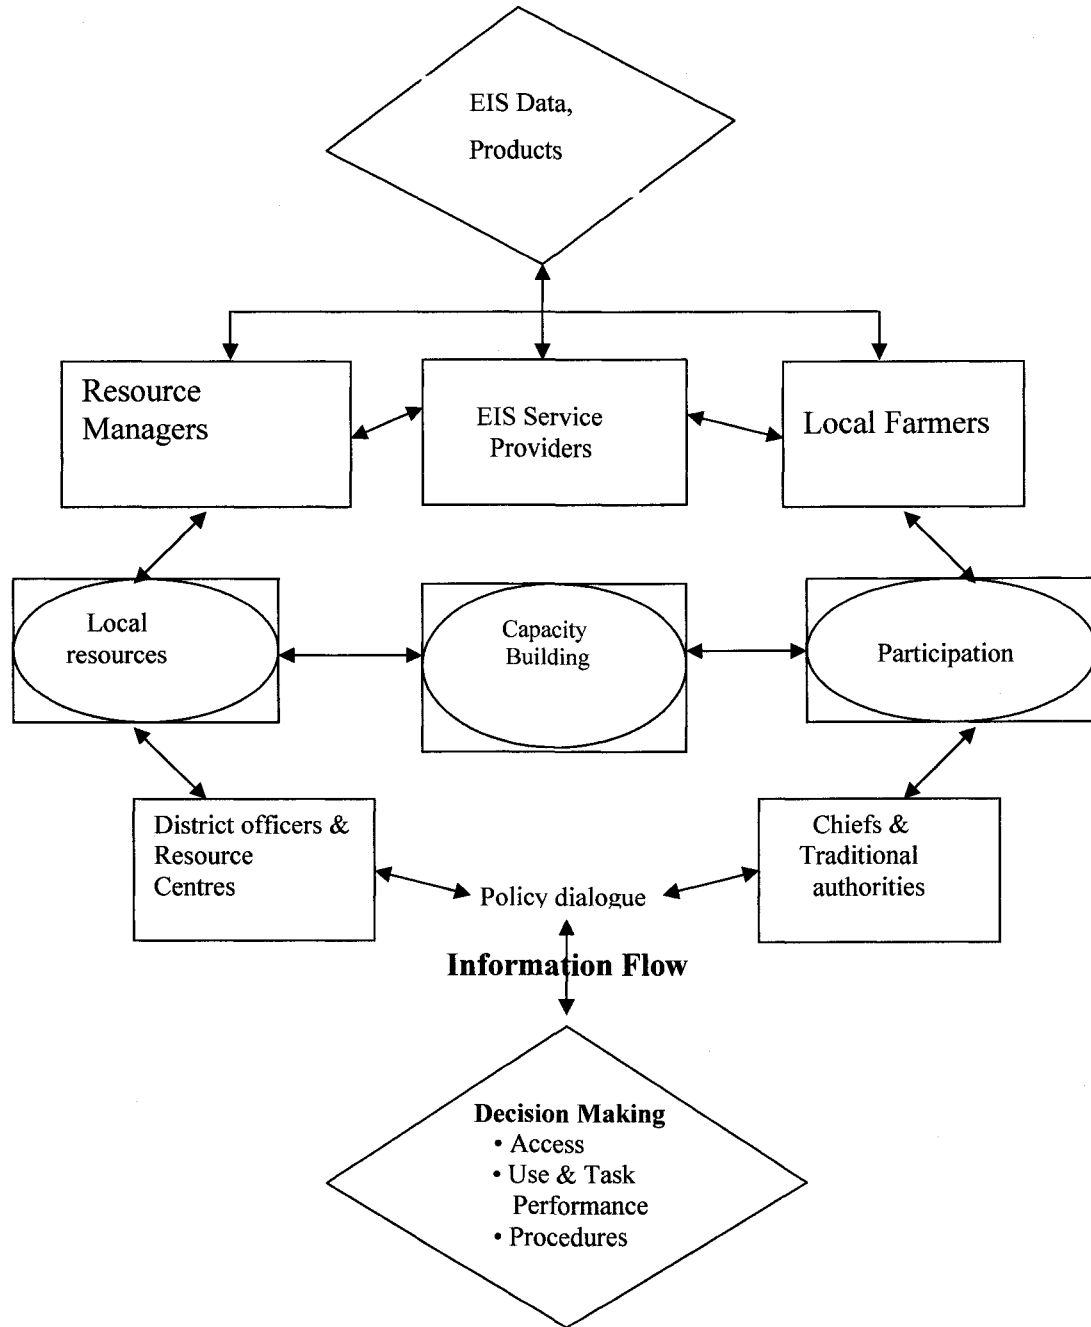 EIS Data,
Products
Resource
Managers
EIS Service
Providers
Local Farmers
Local
resources
Capacity
Building
Participation
District officers &
Resource
Centres
Policy dialogue
Chiefs &
Traditional
authorities
Information Flow
Decision Making
• Access
• Use & Task
Performance
• Procedures